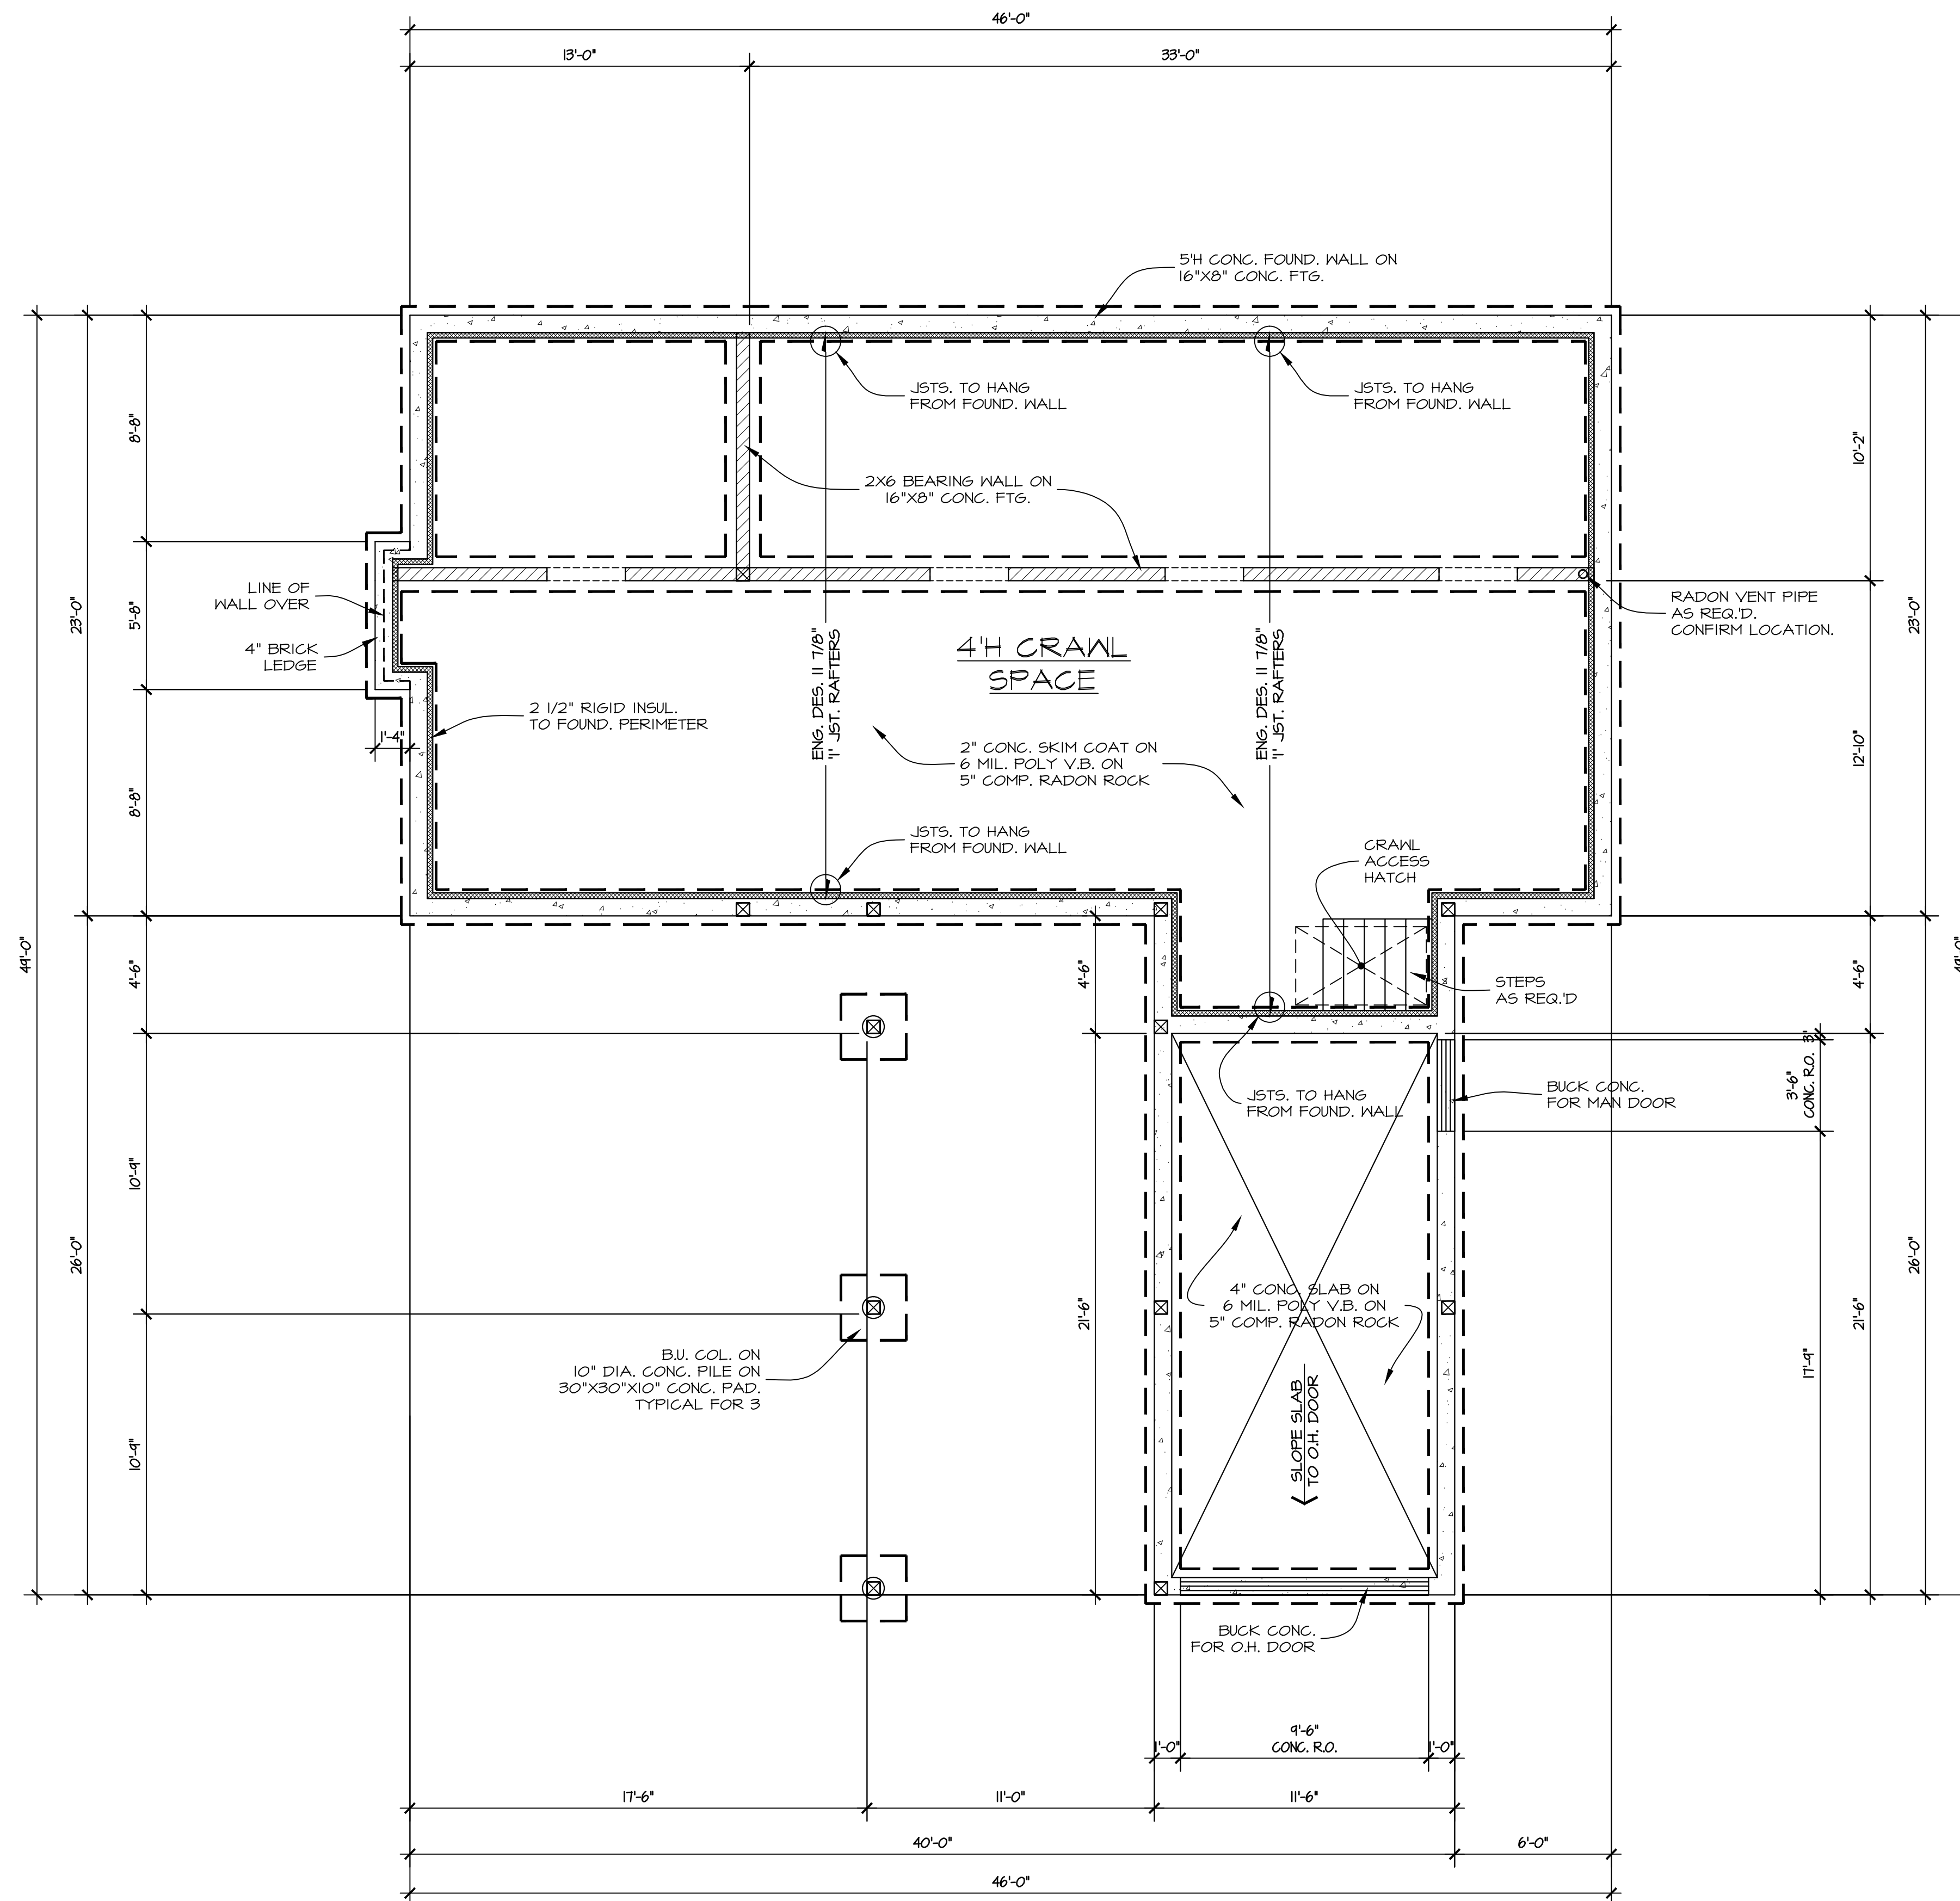 46'-0"
13'-0"
33'-0"
5'H CONC. FOUND. WALL ON
16"X8" CONC. FTG.
JSTS. TO HANG
FROM FOUND. WALL
JSTS. TO HANG
FROM FOUND. WALL
8'-8"
10'-2"
2X6 BEARING WALL ON
16"X8" CONC. FTG.
LINE OF
WALL OVER
4" BRICK
LEDGE
23'-0"
5'-8"
RADON VENT PIPE
AS REQ.'D.
CONFIRM LOCATION.
23'-0"
4'H CRAWL
SPACE
ENG. DES. 11 7/8"
'I' JST. RAFTERS
ENG. DES. 11 7/8"
'I' JST. RAFTERS
2 1/2" RIGID INSUL.
TO FOUND. PERIMETER
1'-4"
2" CONC. SKIM COAT ON
6 MIL. POLY V.B. ON
5" COMP. RADON ROCK
12'-10"
8'-8"
JSTS. TO HANG
FROM FOUND. WALL
CRAWL
ACCESS
HATCH
49'-0"
4'-6"
4'-6"
STEPS
AS REQ.'D
4'-6"
49'-0"
JSTS. TO HANG
FROM FOUND. WALL
BUCK CONC.
FOR MAN DOOR
3'-6"
CONC. R.O.
3"
10'-9"
26'-0"
21'-6"
4" CONC. SLAB ON
6 MIL. POLY V.B. ON
5" COMP. RADON ROCK
21'-6"
26'-0"
17'-9"
B.U. COL. ON
10" DIA. CONC. PILE ON
30"X30"X10" CONC. PAD.
TYPICAL FOR 3
SLOPE SLAB
TO O.H. DOOR
10'-9"
BUCK CONC.
FOR O.H. DOOR
1'-0"
9'-6"
CONC. R.O.
1'-0"
17'-6"
11'-0"
11'-6"
40'-0"
6'-0"
46'-0"